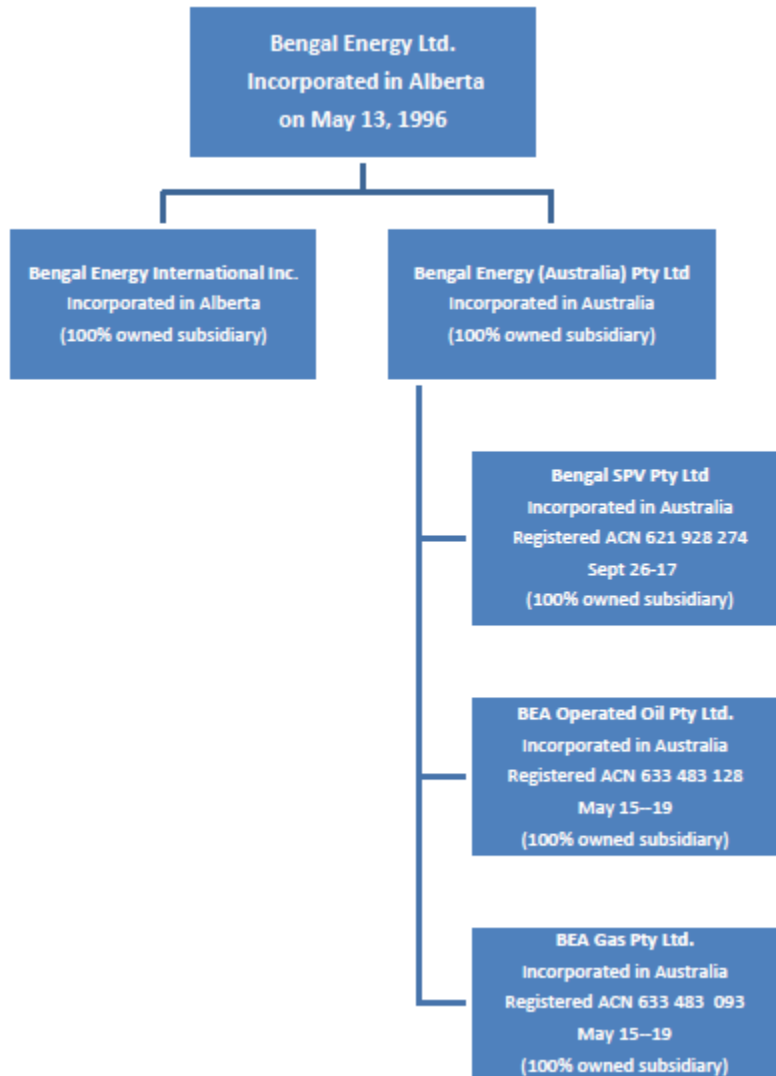 Bengal Energy Ltd.
Incorporated in Alberta
on May 13, 1996
Bengal Energy International Inc.
Incorporated in Alberta
(100% owned subsidiary)
Bengal Energy (Australia) Pty Ltd
Incorporated in Australia
(100% owned subsidiary)
Bengal SPV Pty Ltd
Incorporated in Australia
Registered ACN 621 928 274
Sept 26-17
(100% owned subsidiary)
BEA Operated Oil Pty Ltd.
Incorporated in Australia
Registered ACN 633 483 128
May 15--19
(100% owned subsidiary)
BEA Gas Pty Ltd.
Incorporated in Australia
Registered ACN 633 483  093
May 15--19
(100% owned subsidiary)